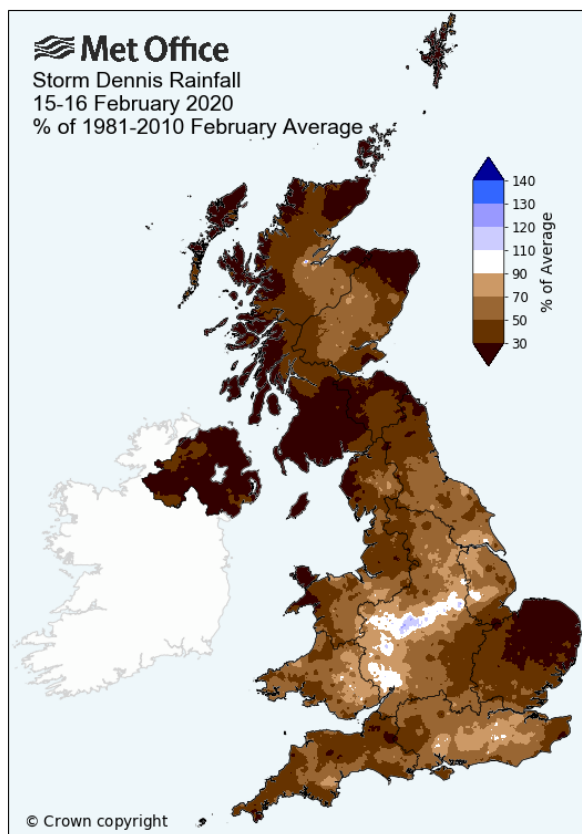 Met Office
Storm Dennis Rainfall
15-16 February 2020
% of 1981-2010 February Average
140
130
120
110
90
70
50
30
% of Average
© Crown copyright